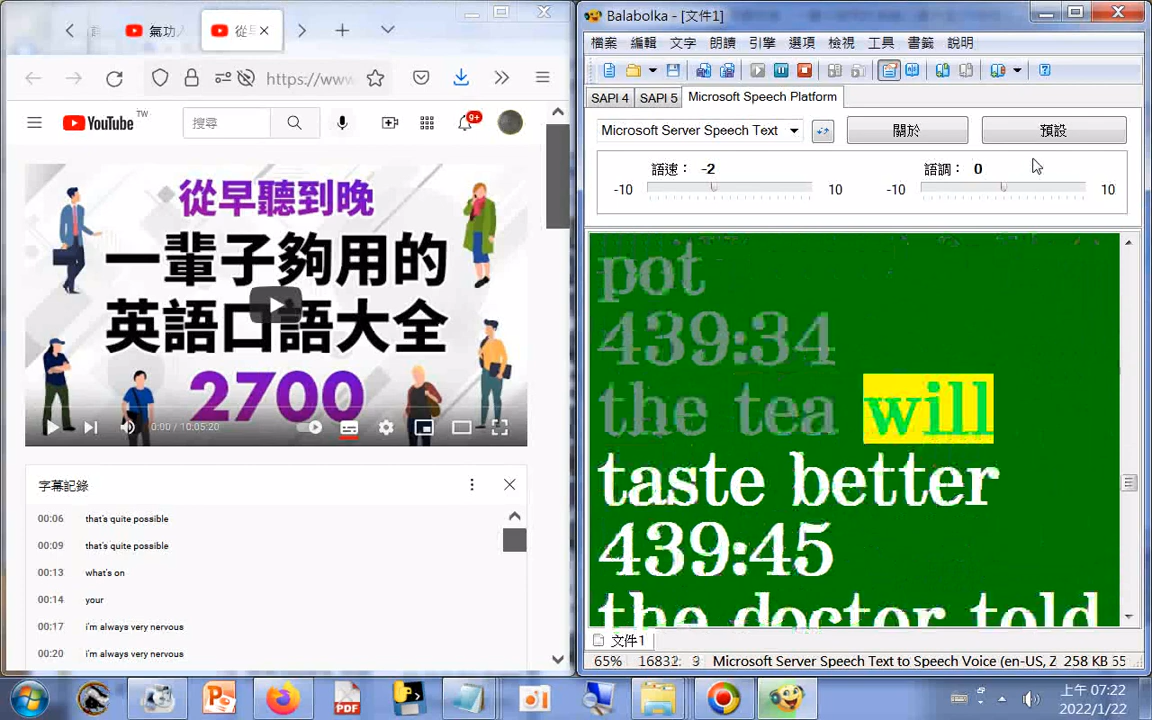 氣功人
從早
https://www
YouTube TW
搜尋
9+
從早聽到晚
一輩子夠用的
英語口語大全
2700
0:00 / 10:05:20
字幕記錄
00:06 that's quite possible
00:09 that's quite possible
00:13 what's on
00:14 your
00:17 i'm always very nervous
00:20 i'm always very nervous
Balabolka - [文件1]
檔案 編輯 文字 朗讀 引擎 選項 檢視 工具 書籤 說明
SAPI 4 SAPI 5 Microsoft Speech Platform
Microsoft Server Speech Text 關於 預設
語速： -2 語調： 0
-10 10 -10 10
pot
439:34
the tea will
taste better
439:45
the doctor told
文件1
65% 16832: 3 Microsoft Server Speech Text to Speech Voice (en-US, Z 258 KB 55
PDF
上午 07:22
2022/1/22